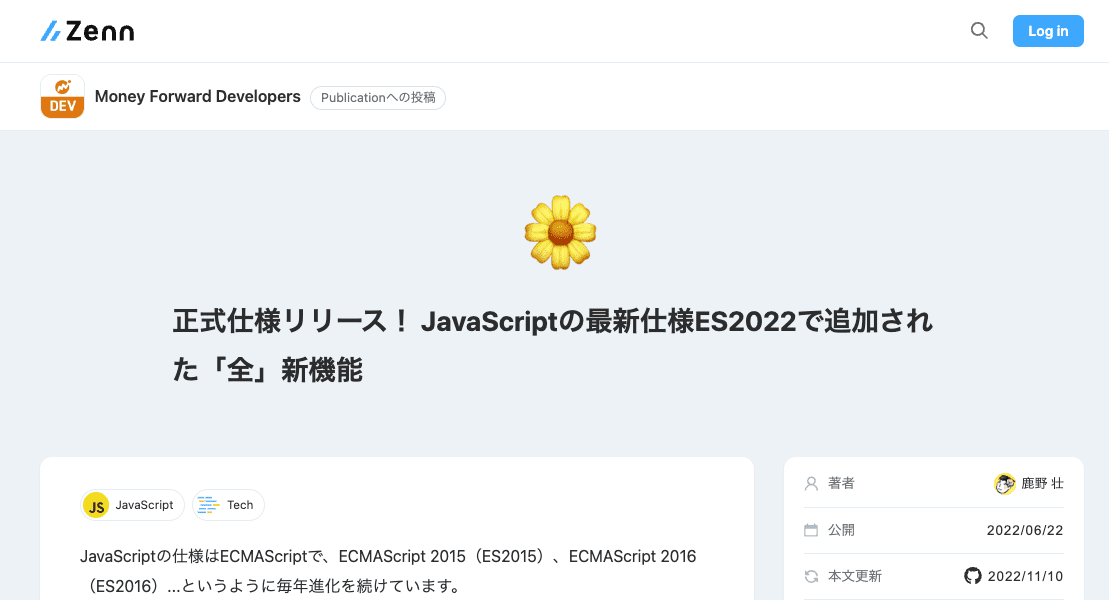 Zenn
Log in
DEV
Money Forward Developers
Publicationへの投稿
正式仕様リリース！ JavaScriptの最新仕様ES2022で追加され
た「全」新機能
JS
JavaScript
Tech
JavaScriptの仕様はECMAScriptで、ECMAScript 2015（ES2015）、ECMAScript 2016
（ES2016）...というように毎年進化を続けています。
著者
鹿野 壮
公開
2022/06/22
本文更新
2022/11/10